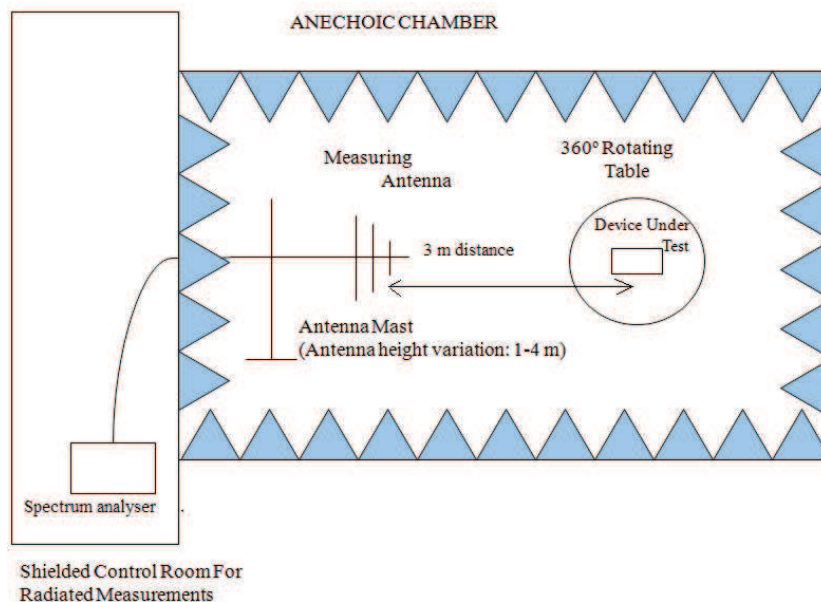 ANECHOIC CHAMBER
Measuring
Antenna
360° Rotating
Table
Device Under
Test
3 m distance
Antenna Mast
(Antenna height variation: 1-4 m)
Spectrum analyser .
Shielded Control Room For
Radiated Measurements